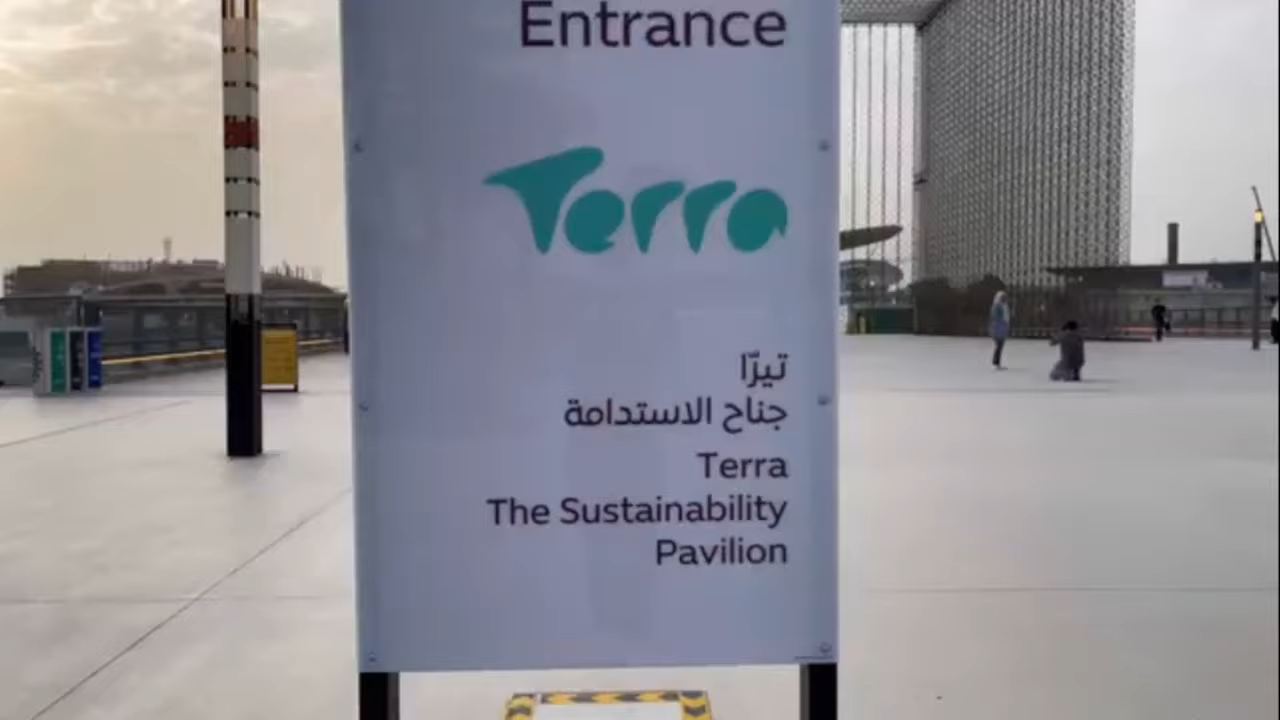 Entrance
Terra
تيرّا
جناح الاستدامة
Terra
The Sustainability
Pavilion